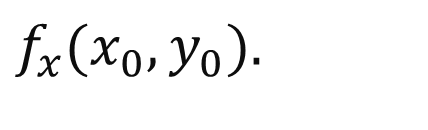 fₓ(x₀, y₀).